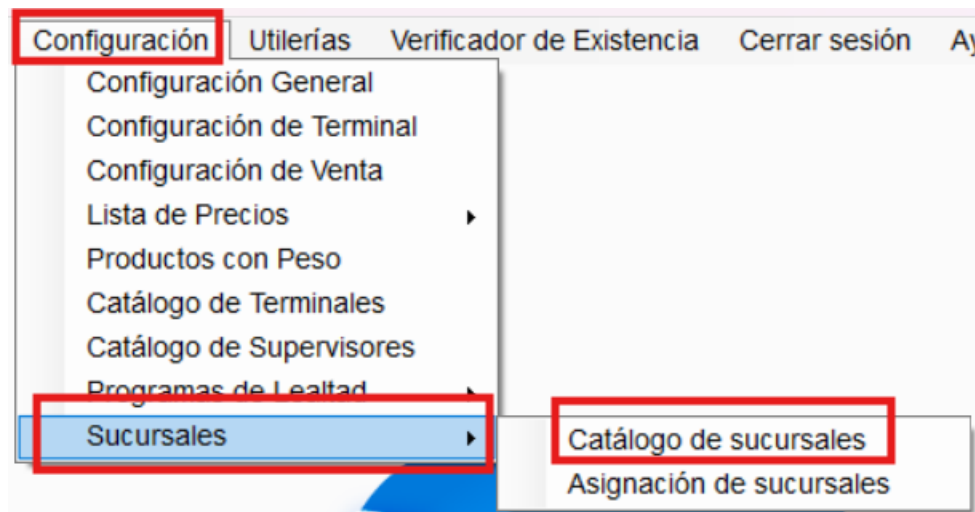 Configuración Utilerías Verificador de Existencia Cerrar sesión Ay
Configuración General
Configuración de Terminal
Configuración de Venta
Lista de Precios
Productos con Peso
Catálogo de Terminales
Catálogo de Supervisores
Programas de Lealtad
Sucursales
Catálogo de sucursales
Asignación de sucursales